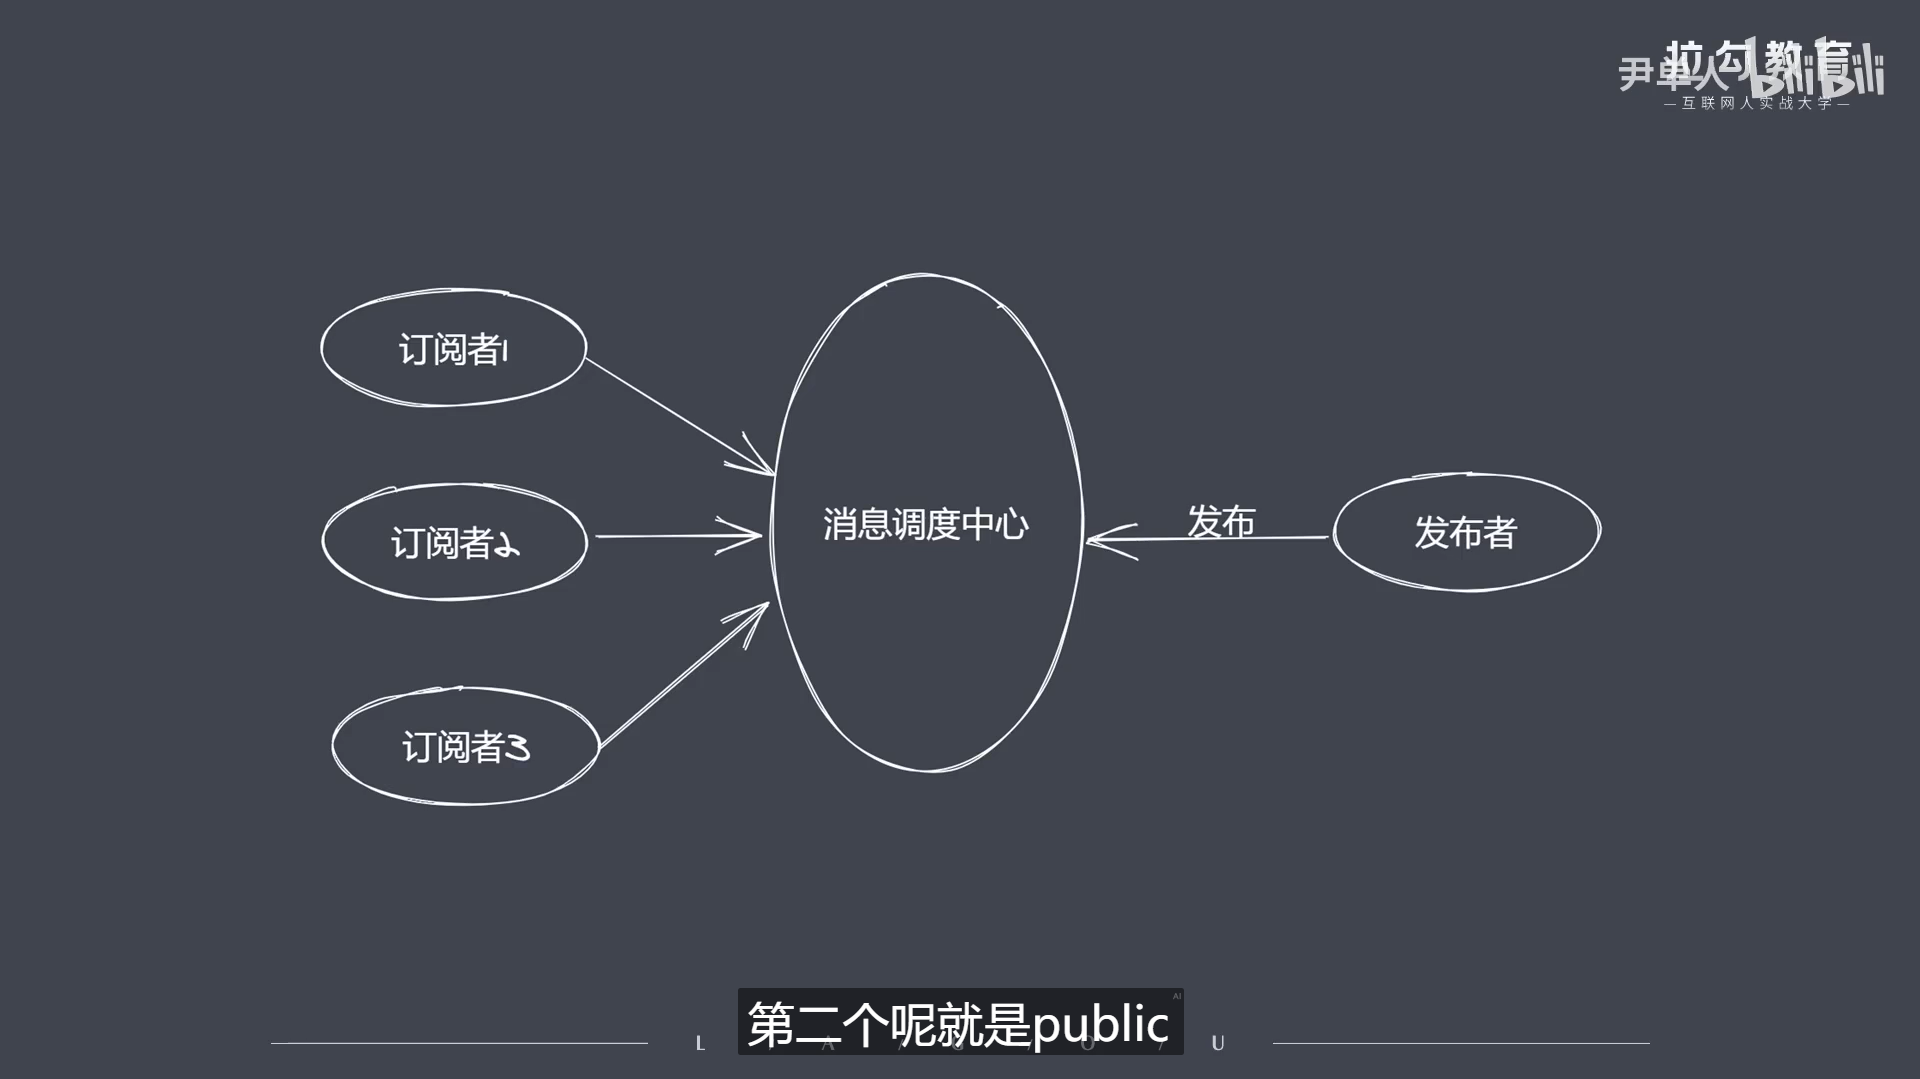 拉勾教育
尹单人
bilibili
—互联网人实战大学—
订阅者1
订阅者2
订阅者3
消息调度中心
发布
发布者
第二个呢就是public
AI
L / A / G / O / U